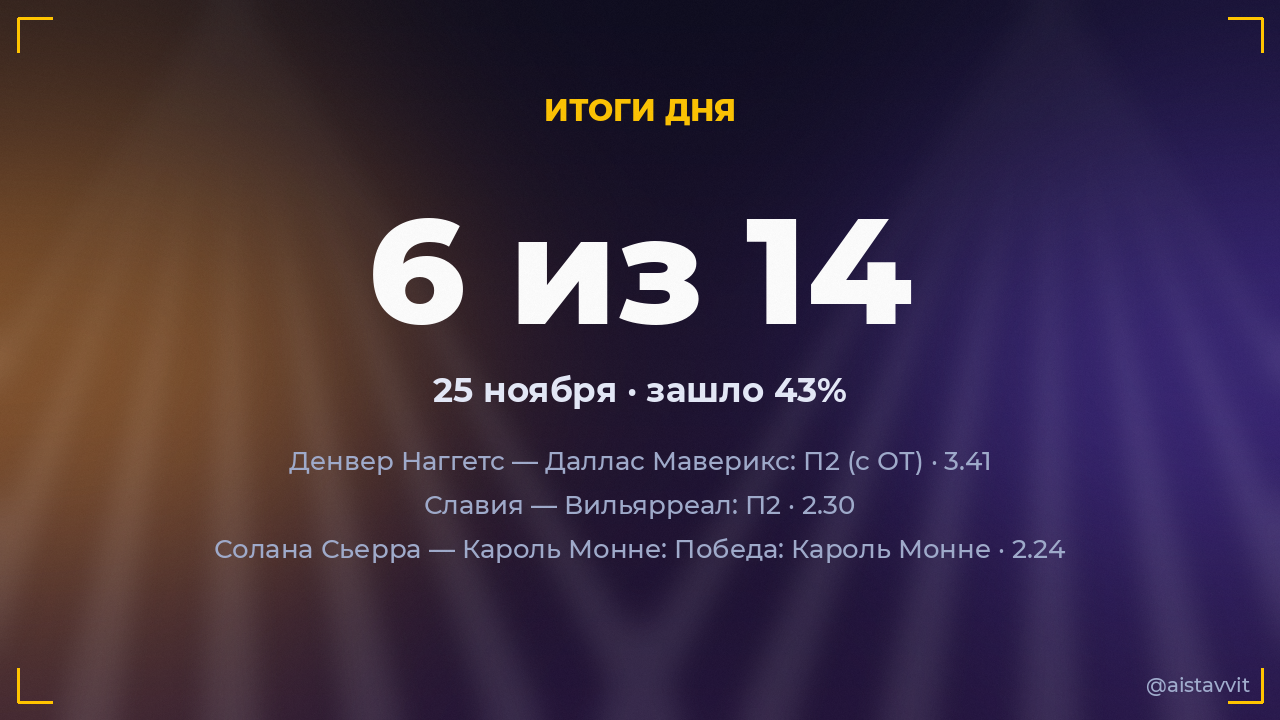 ИТОГИ ДНЯ
6 из 14
25 ноября · зашло 43%
Денвер Наггетс — Даллас Маверикс: П2 (с ОТ) · 3.41
Славия — Вильярреал: П2 · 2.30
Солана Сьерра — Кароль Монне: Победа: Кароль Монне · 2.24
@aistavvit